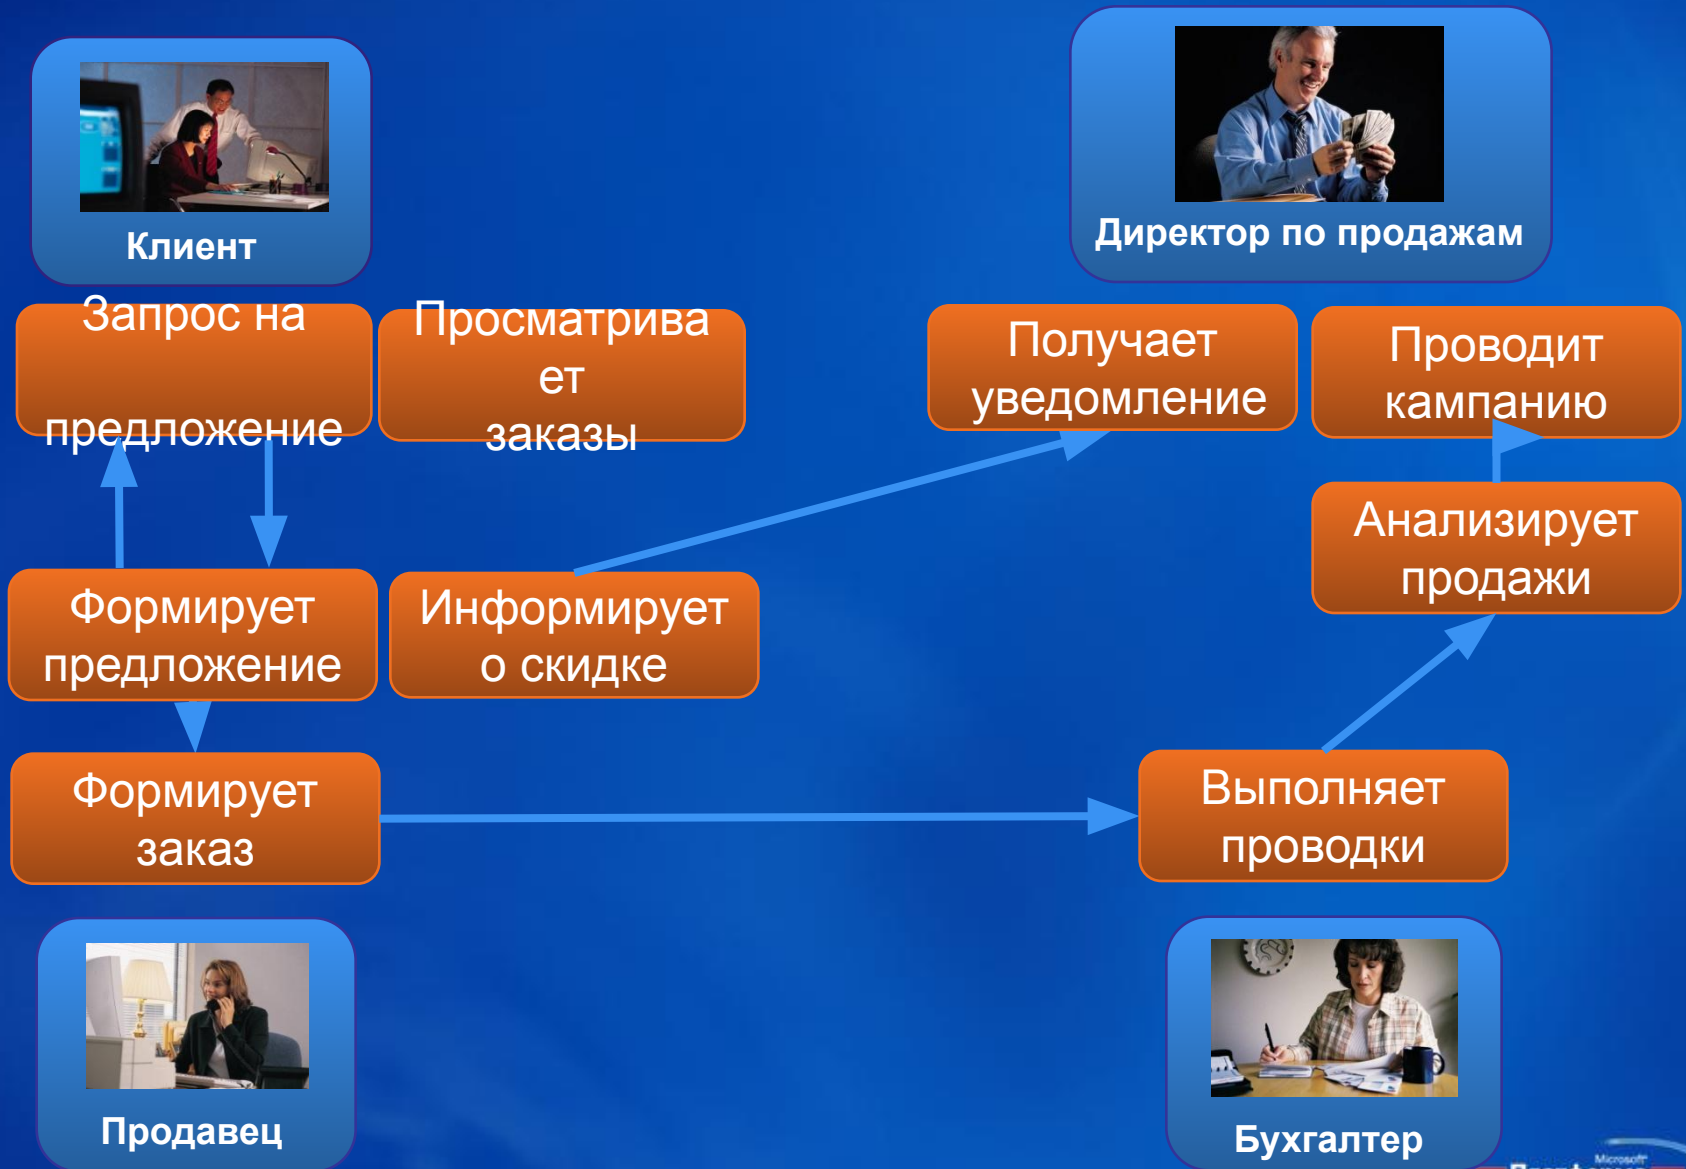 Клиент
Директор по продажам
Запрос на
предложение
Просматрива
ет
заказы
Получает
уведомление
Проводит
кампанию
Анализирует
продажи
Формирует
предложение
Информирует
о скидке
Формирует
заказ
Выполняет
проводки
Продавец
Бухгалтер
Microsoft